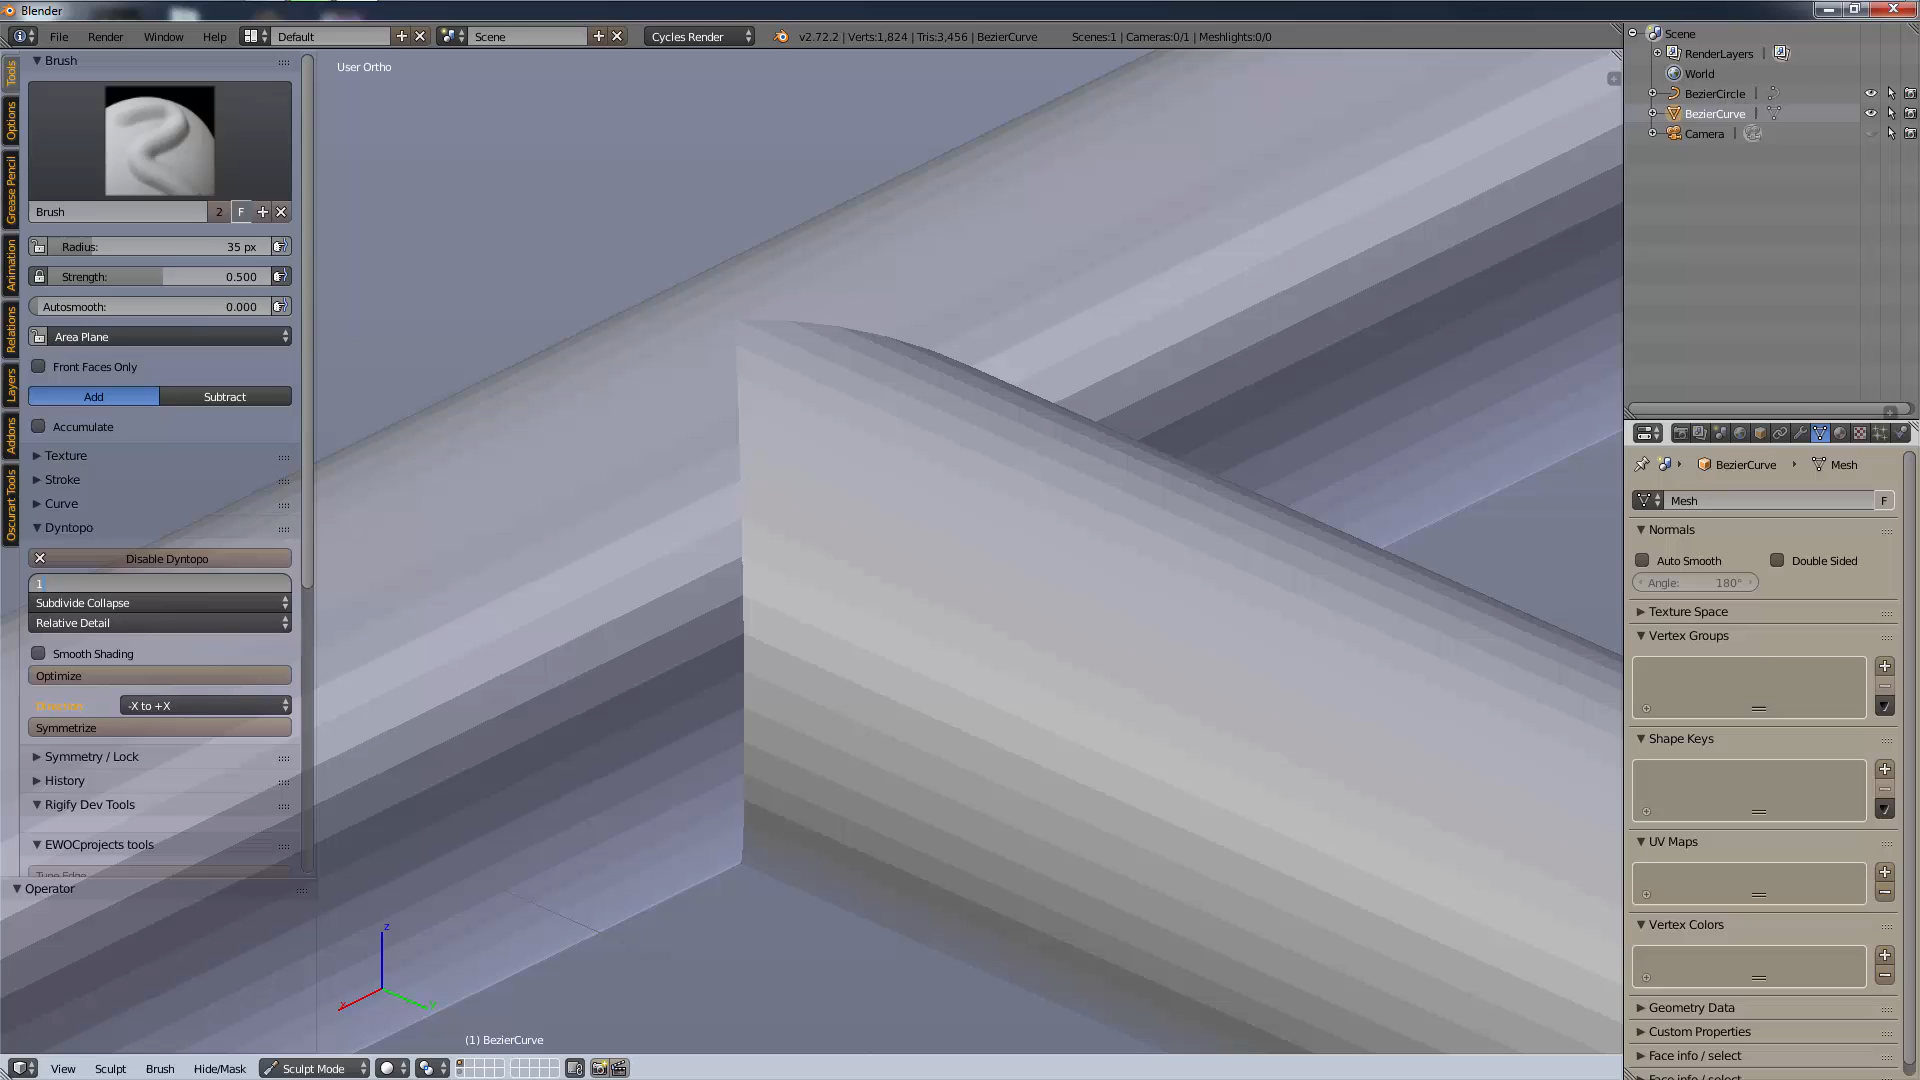 Blender
File Render Window Help Default Scene Cycles Render v2.72.2 | Verts:1,824 | Tris:3,456 | BezierCurve Scenes:1 | Cameras:0/1 | Meshlights:0/0
Tools
Options
Grease Pencil
Animation
Relations
Layers
Addons
Oscurart Tools
Brush
Brush 2 F
Radius: 35 px
Strength: 0.500
Autosmooth: 0.000
Area Plane
Front Faces Only
Add Subtract
Accumulate
Texture
Stroke
Curve
Dyntopo
Disable Dyntopo
1
Subdivide Collapse
Relative Detail
Smooth Shading
Optimize
Direction -X to +X
Symmetrize
Symmetry / Lock
History
Rigify Dev Tools
EWOCprojects tools
Operator
User Ortho
z
x
y
(1) BezierCurve
View Sculpt Brush Hide/Mask Sculpt Mode
Scene
RenderLayers |
World
BezierCircle |
BezierCurve |
Camera |
BezierCurve Mesh
Mesh F
Normals
Auto Smooth Double Sided
Angle: 180°
Texture Space
Vertex Groups
Shape Keys
UV Maps
Vertex Colors
Geometry Data
Custom Properties
Face info / select
Face info / select